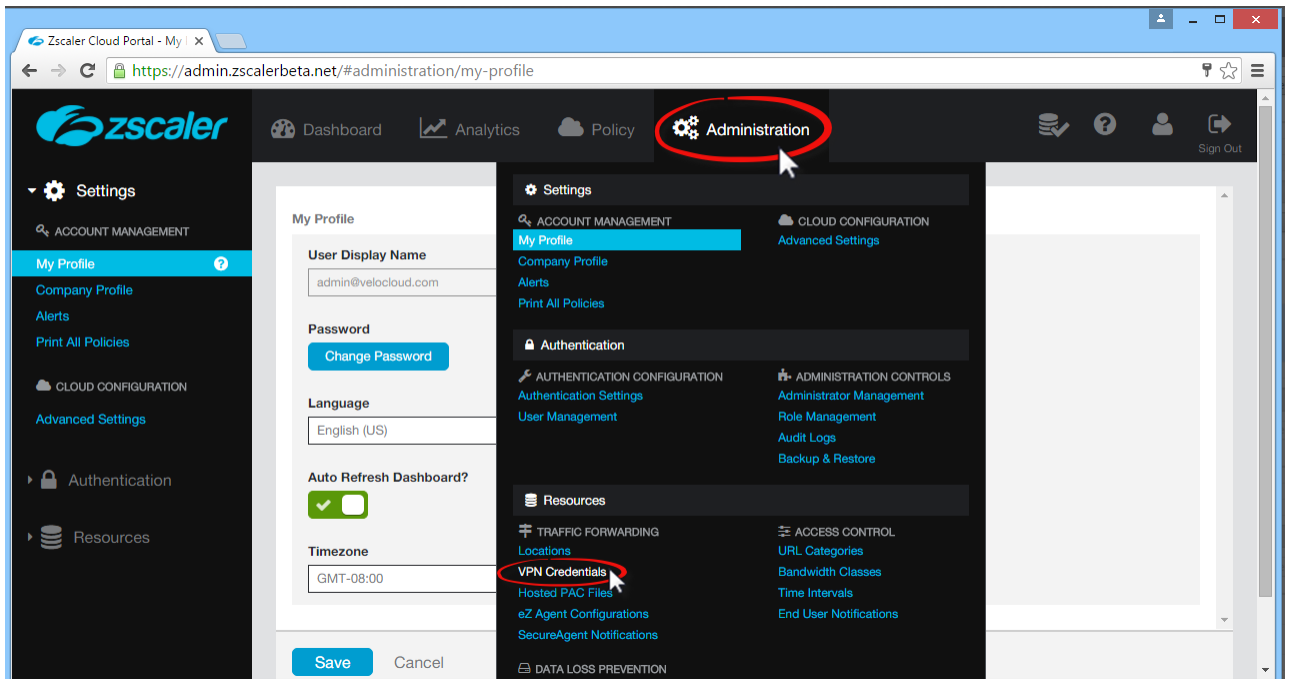 Zscaler Cloud Portal - My
https://admin.zscalerbeta.net/#administration/my-profile
zscaler
Dashboard
Analytics
Policy
Administration
Sign Out
Settings
ACCOUNT MANAGEMENT
My Profile
Company Profile
Alerts
Print All Policies
CLOUD CONFIGURATION
Advanced Settings
Authentication
Resources
My Profile
User Display Name
admin@velocloud.com
Password
Change Password
Language
English (US)
Auto Refresh Dashboard?
Timezone
GMT-08:00
Save
Cancel
Settings
ACCOUNT MANAGEMENT
My Profile
Company Profile
Alerts
Print All Policies
CLOUD CONFIGURATION
Advanced Settings
Authentication
AUTHENTICATION CONFIGURATION
Authentication Settings
User Management
ADMINISTRATION CONTROLS
Administrator Management
Role Management
Audit Logs
Backup & Restore
Resources
TRAFFIC FORWARDING
Locations
VPN Credentials
Hosted PAC Files
eZ Agent Configurations
SecureAgent Notifications
ACCESS CONTROL
URL Categories
Bandwidth Classes
Time Intervals
End User Notifications
DATA LOSS PREVENTION